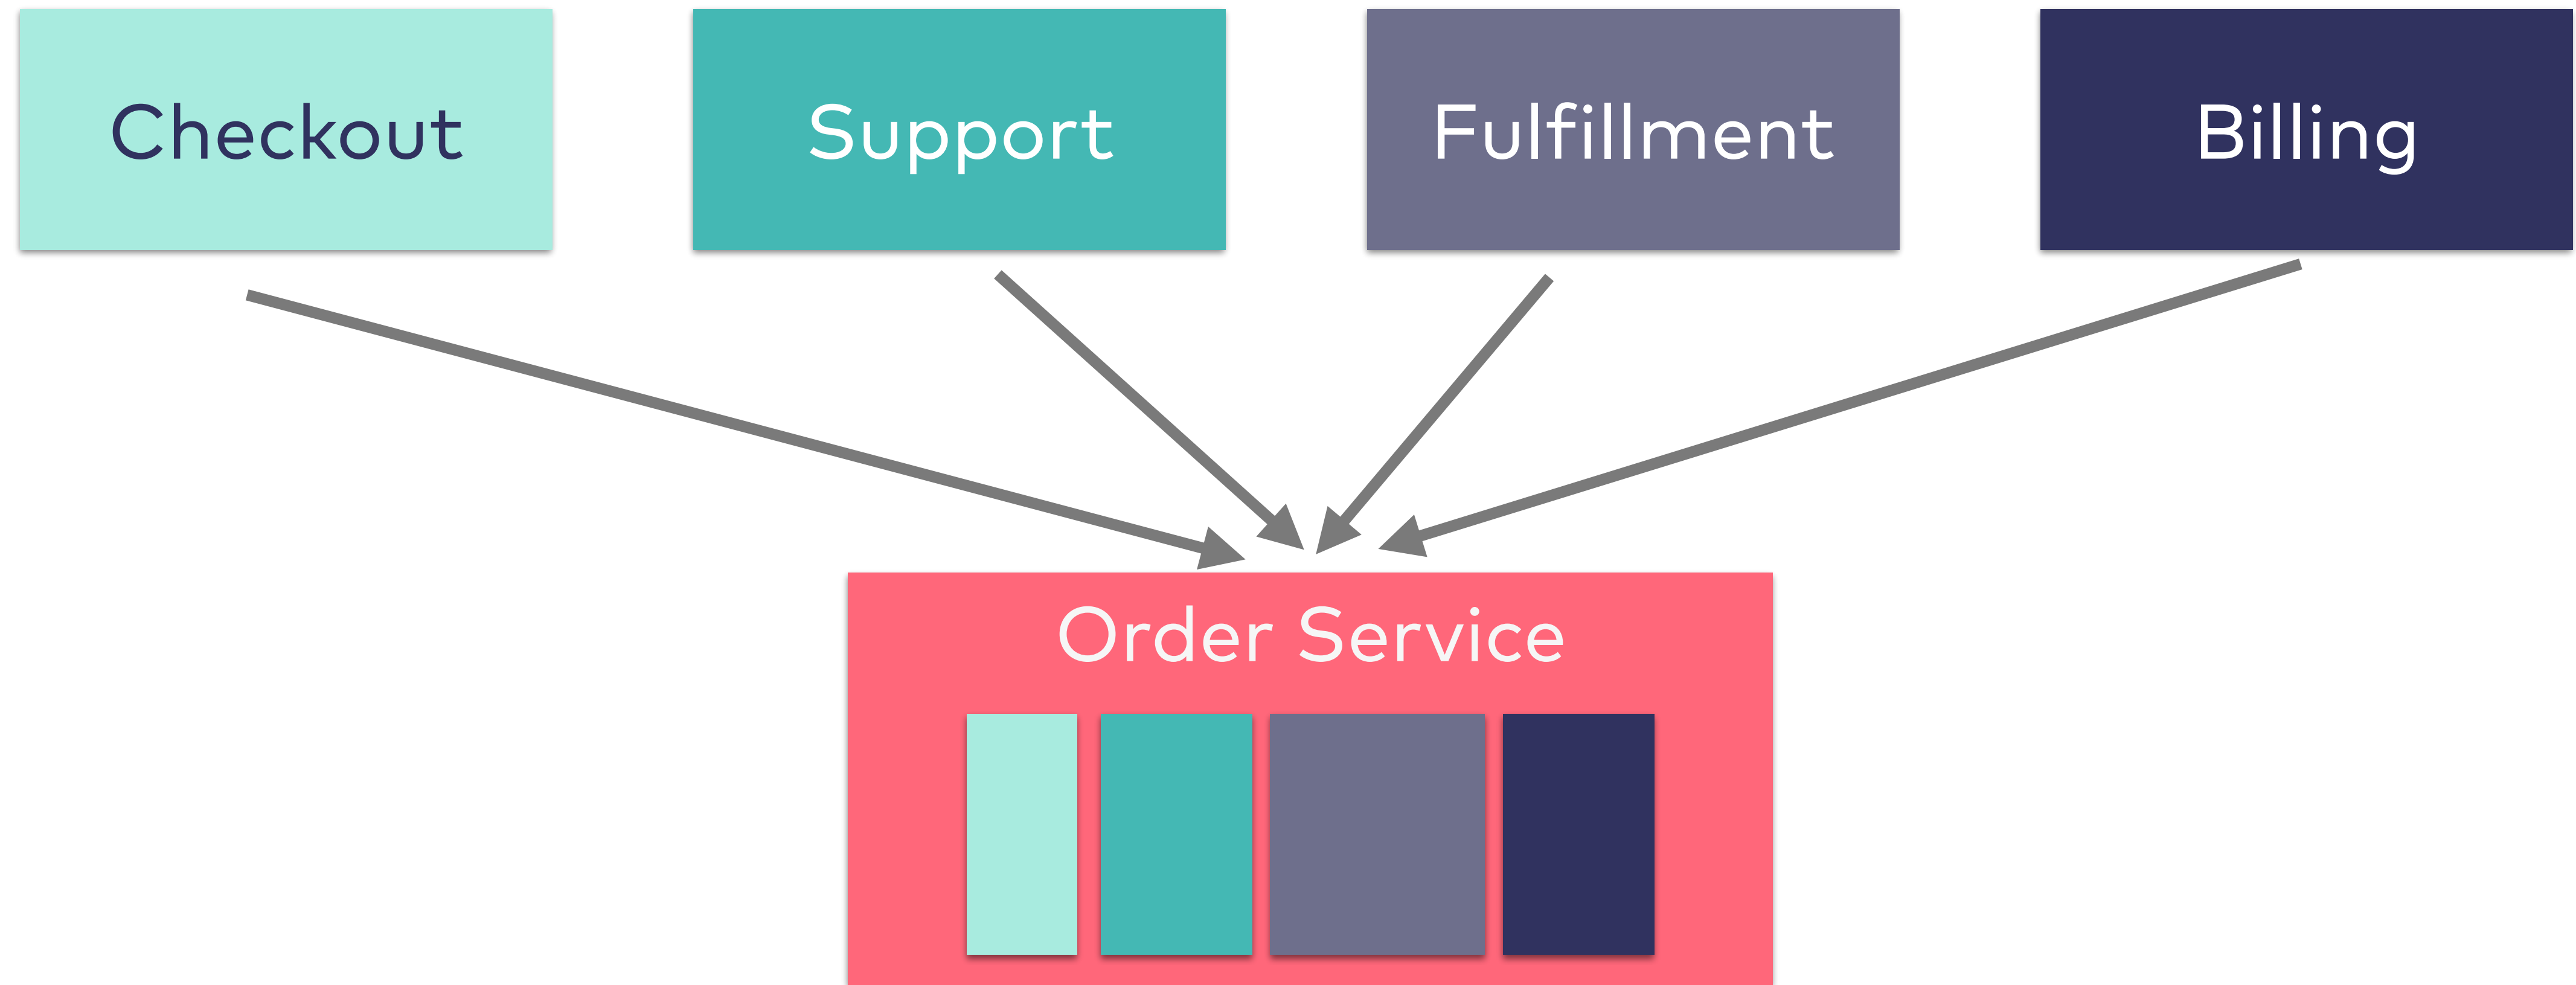 Checkout
Support
Fulfillment
Billing
Order Service